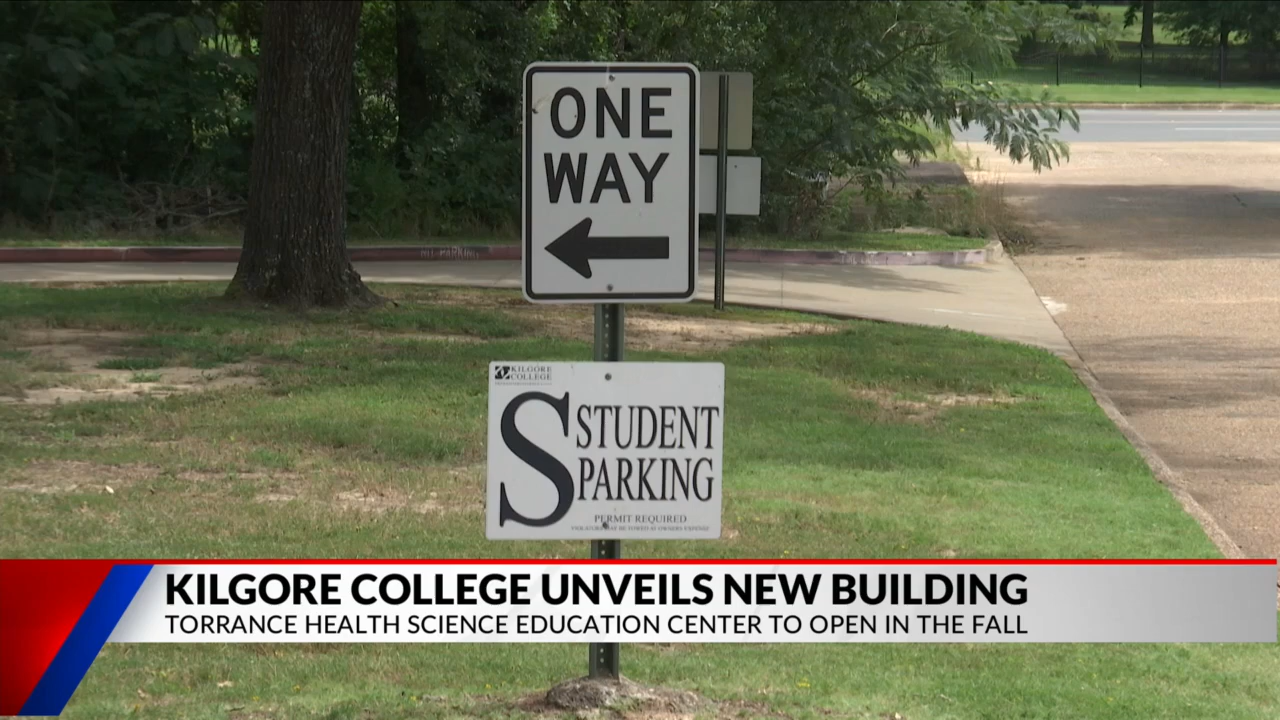 ONE
WAY
KILGORE
COLLEGE
S STUDENT
PARKING
PERMIT REQUIRED
KILGORE COLLEGE UNVEILS NEW BUILDING
TORRANCE HEALTH SCIENCE EDUCATION CENTER TO OPEN IN THE FALL